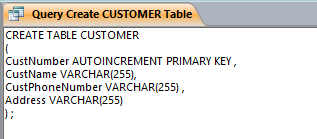 Query Create CUSTOMER Table
CREATE TABLE CUSTOMER
(
CustNumber AUTOINCREMENT PRIMARY KEY ,
CustName VARCHAR(255),
CustPhoneNumber VARCHAR(255) ,
Address VARCHAR(255)
) ;